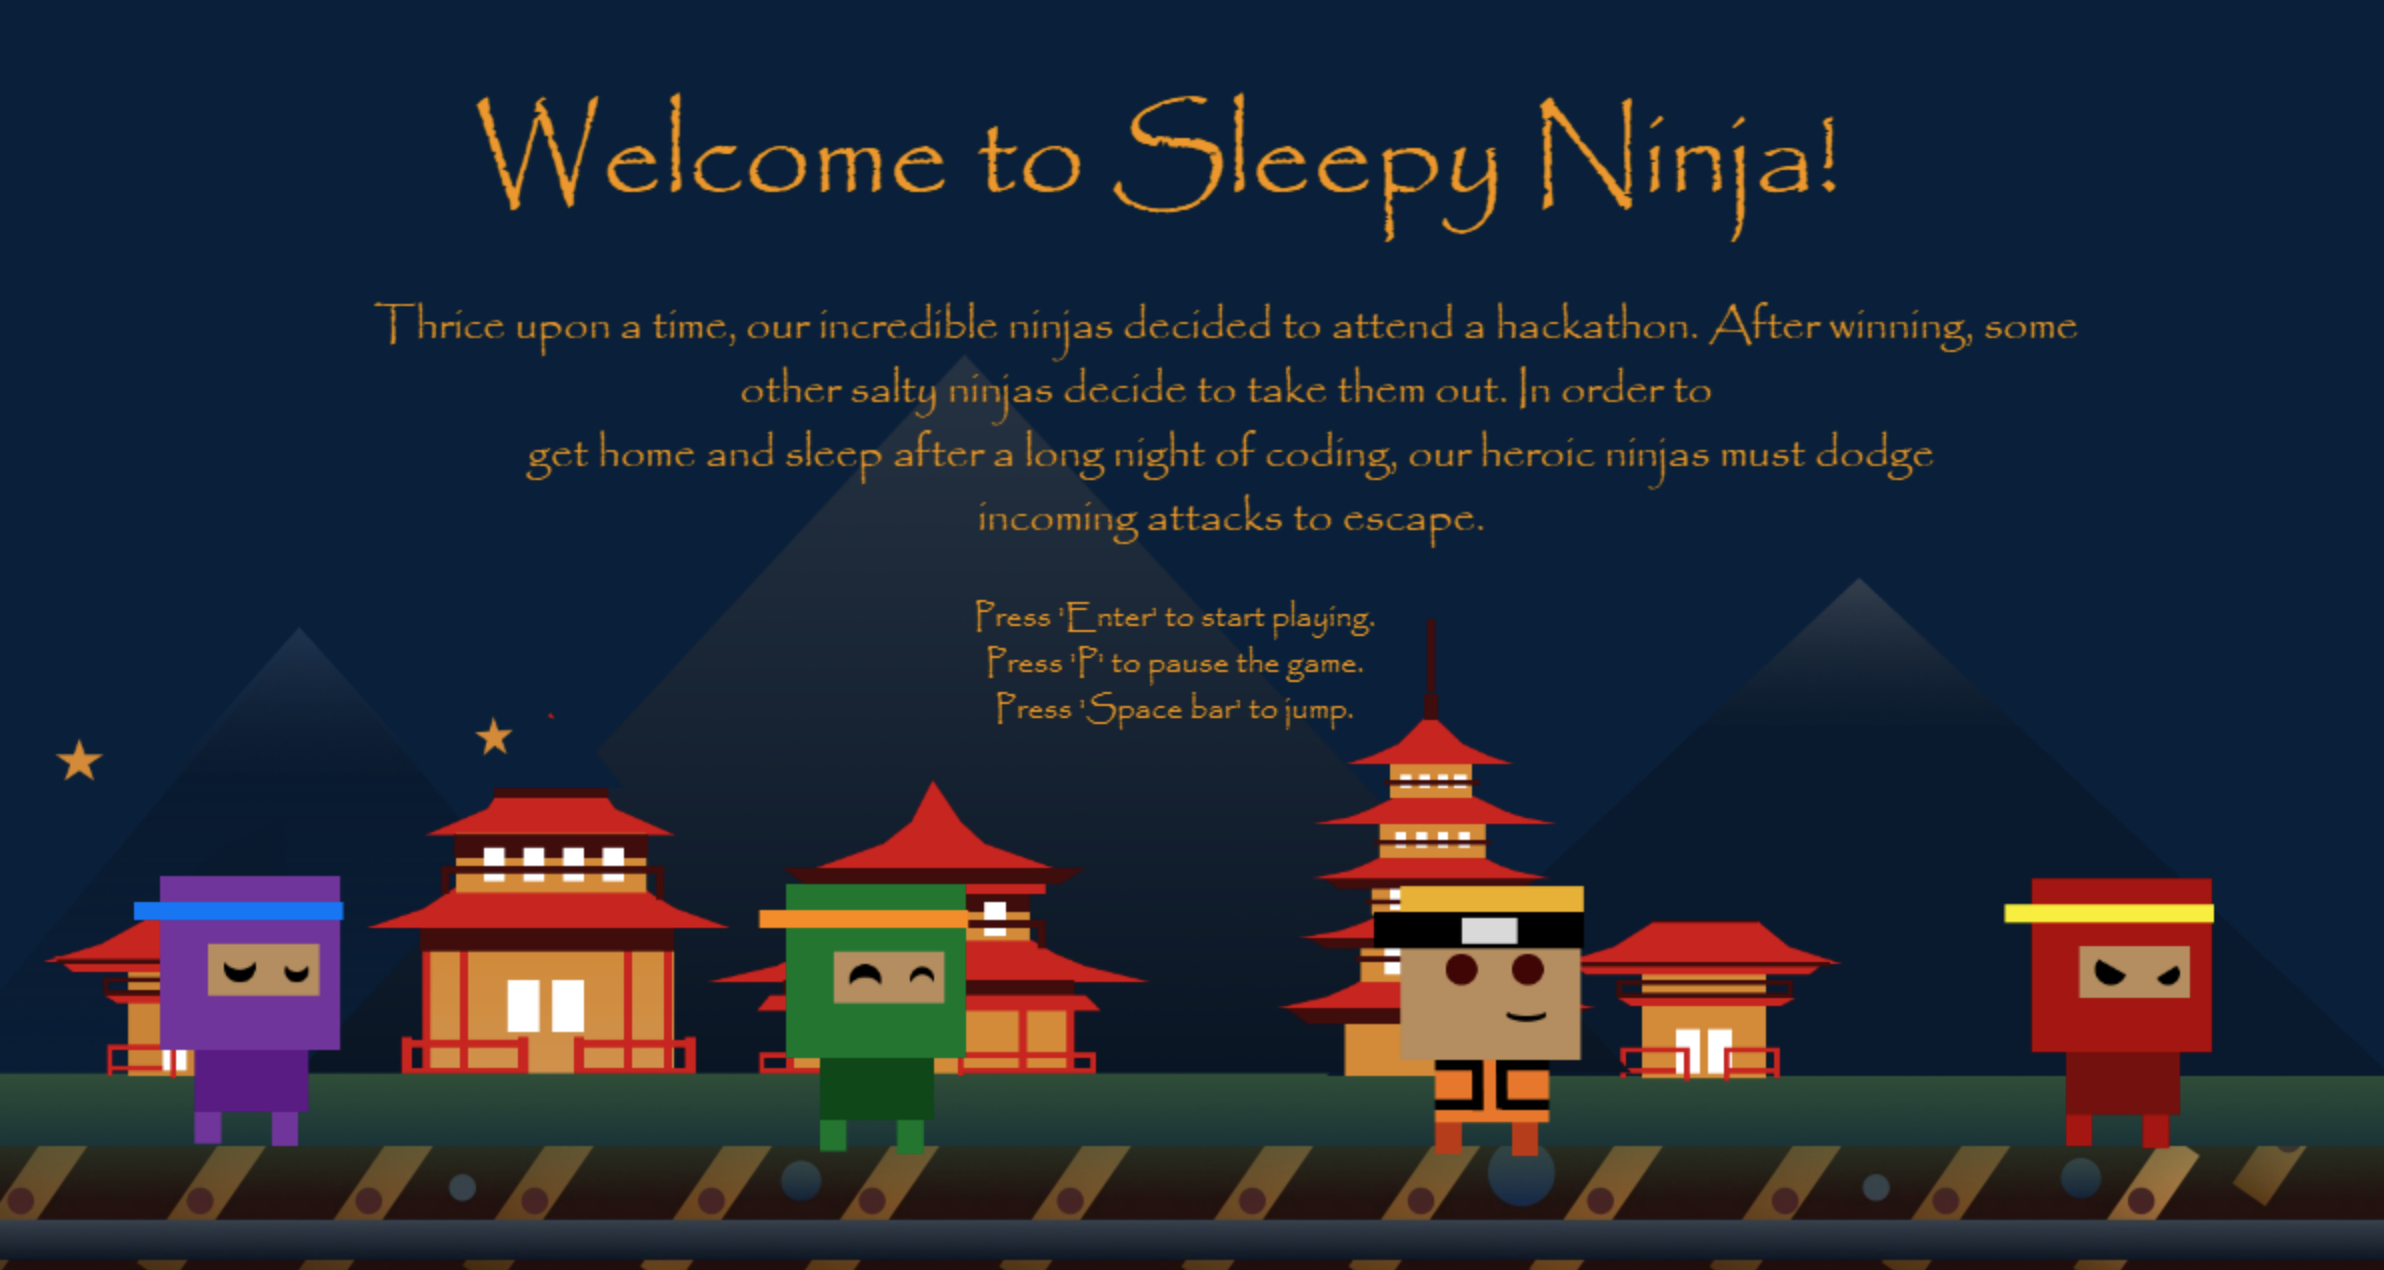 Welcome to Sleepy Ninja!
Thrice upon a time, our incredible ninjas decided to attend a hackathon. After winning, some
other salty ninjas decide to take them out. In order to
get home and sleep after a long night of coding, our heroic ninjas must dodge
incoming attacks to escape.
Press 'Enter' to start playing.
Press 'P' to pause the game.
Press 'Space bar' to jump.